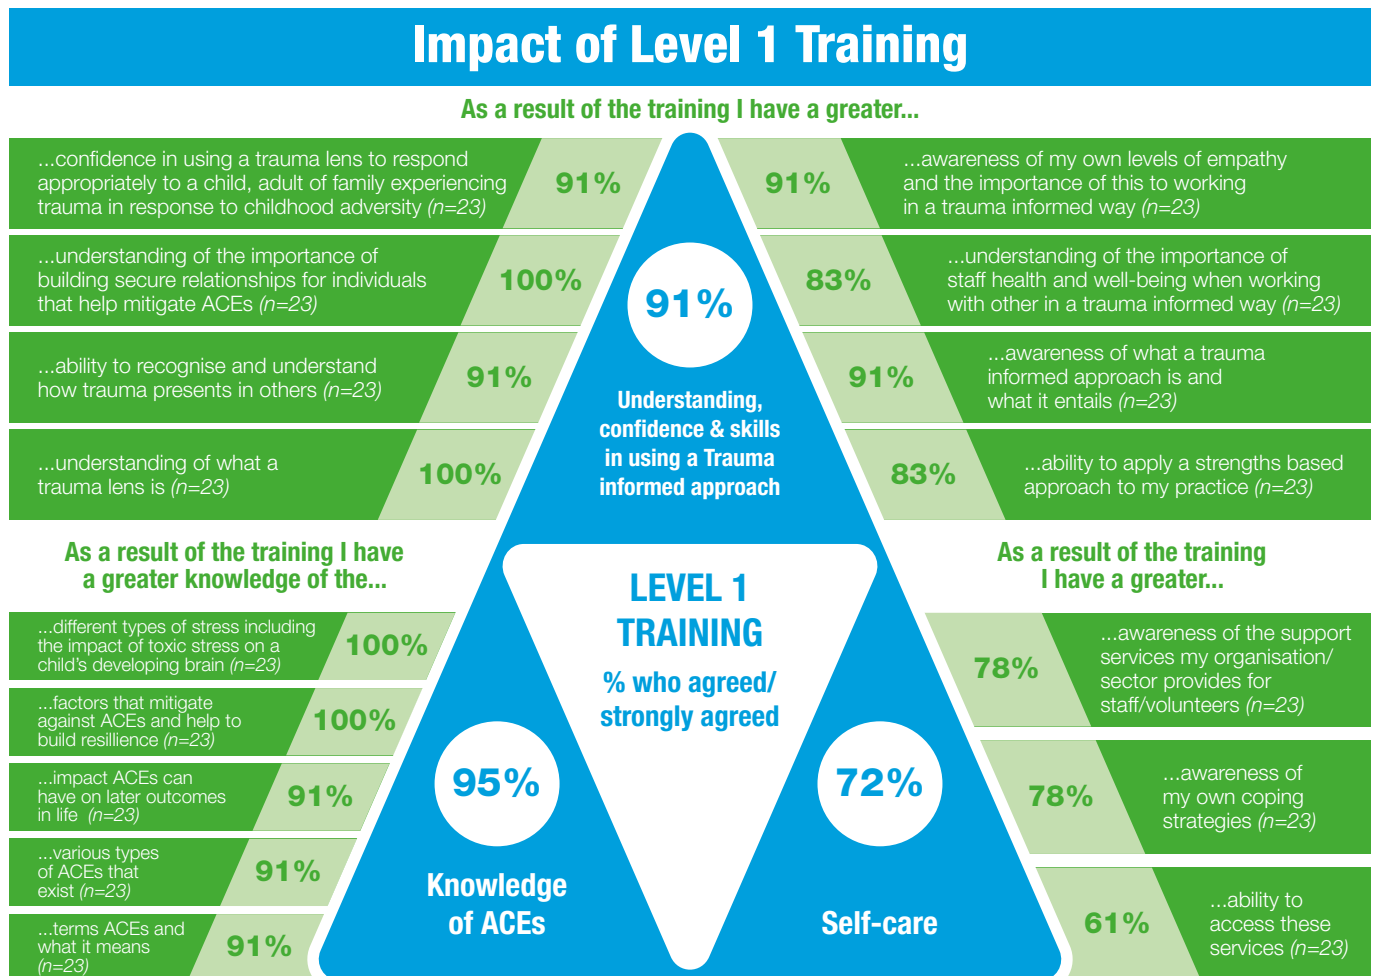 Impact of Level 1 Training
As a result of the training I have a greater...
...confidence in using a trauma lens to respond
appropriately to a child, adult of family experiencing
trauma in response to childhood adversity (n=23)
91%
...understanding of the importance of
building secure relationships for individuals
that help mitigate ACEs (n=23)
100%
...ability to recognise and understand
how trauma presents in others (n=23)
91%
...understanding of what a
trauma lens is (n=23)
100%
91%
...awareness of my own levels of empathy
and the importance of this to working
in a trauma informed way (n=23)
83%
...understanding of the importance of
staff health and well-being when working
with other in a trauma informed way (n=23)
91%
...awareness of what a trauma
informed approach is and
what it entails (n=23)
83%
...ability to apply a strengths based
approach to my practice (n=23)
91%
Understanding,
confidence & skills
in using a Trauma
informed approach
LEVEL 1
TRAINING
% who agreed/
strongly agreed
As a result of the training I have
a greater knowledge of the...
...different types of stress including
the impact of toxic stress on a
child's developing brain (n=23)
100%
...factors that mitigate
against ACEs and help to
build resillience (n=23)
100%
...impact ACEs can
have on later outcomes
in life (n=23)
91%
...various types
of ACEs that
exist (n=23)
91%
...terms ACEs and
what it means
(n=23)
91%
95%
Knowledge
of ACEs
72%
Self-care
As a result of the training
I have a greater...
78%
...awareness of the support
services my organisation/
sector provides for
staff/volunteers (n=23)
78%
...awareness of
my own coping
strategies (n=23)
61%
...ability to
access these
services (n=23)